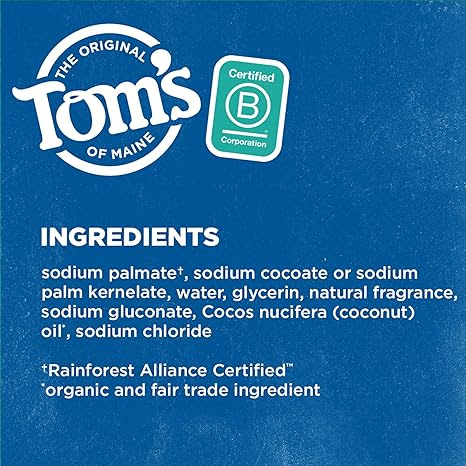 THE ORIGINAL
Tom's
OF MAINE
Certified
B
Corporation
INGREDIENTS
sodium palmate†, sodium cocoate or sodium
palm kernelate, water, glycerin, natural fragrance,
sodium gluconate, Cocos nucifera (coconut)
oil*, sodium chloride
†Rainforest Alliance Certified™
*organic and fair trade ingredient